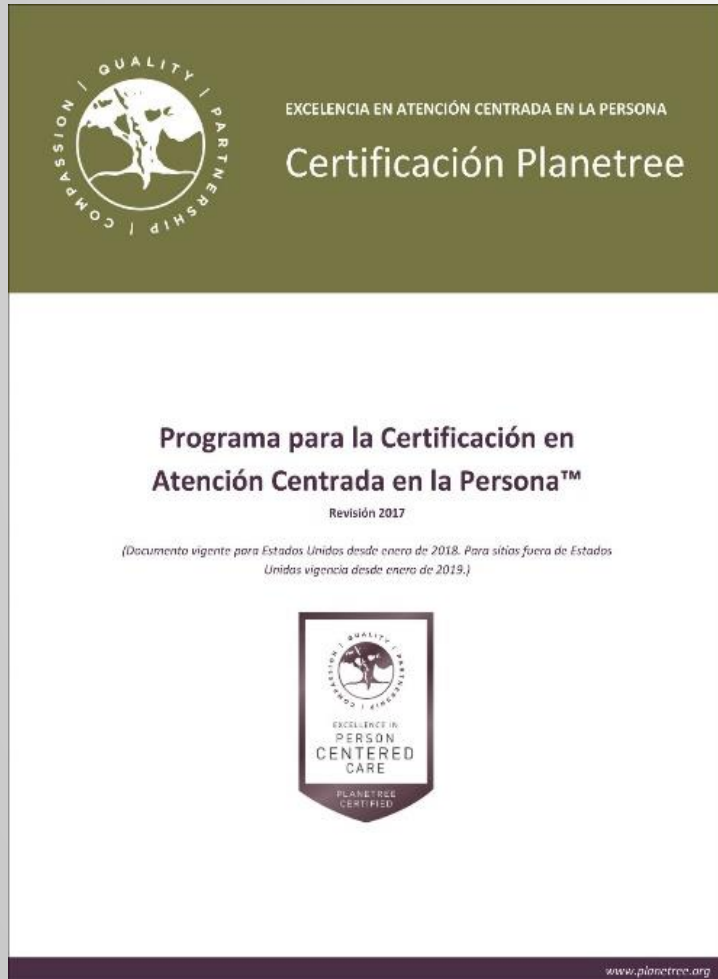 COMPASSION | QUALITY | PARTNERSHIP |
EXCELENCIA EN ATENCIÓN CENTRADA EN LA PERSONA
Certificación Planetree
Programa para la Certificación en
Atención Centrada en la Persona™
Revisión 2017
(Documento vigente para Estados Unidos desde enero de 2018. Para sitios fuera de Estados
Unidos vigencia desde enero de 2019.)
COMPASSION | QUALITY | PARTNERSHIP |
EXCELLENCE IN
PERSON
CENTERED
CARE
PLANETREE
CERTIFIED
www.planetree.org